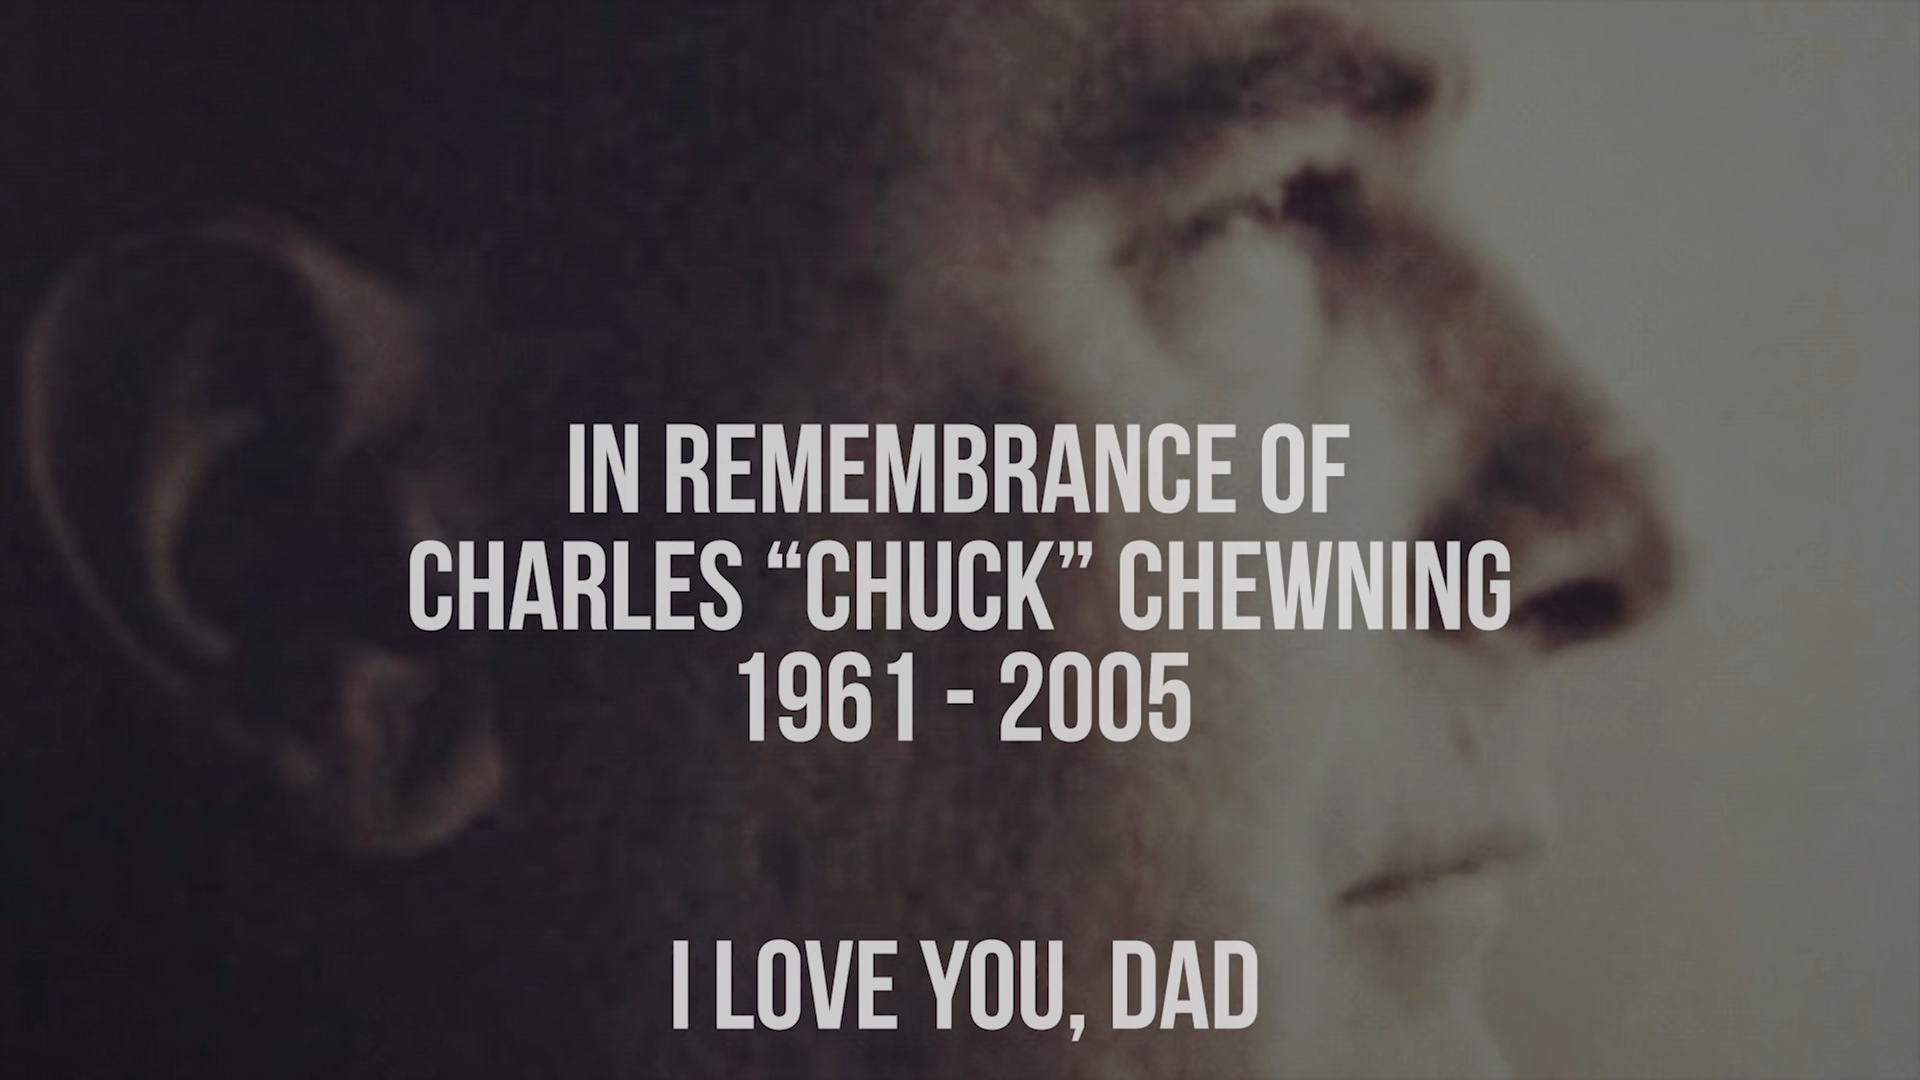 IN REMEMBRANCE OF
CHARLES “CHUCK” CHEWNING
1961 - 2005
I LOVE YOU, DAD